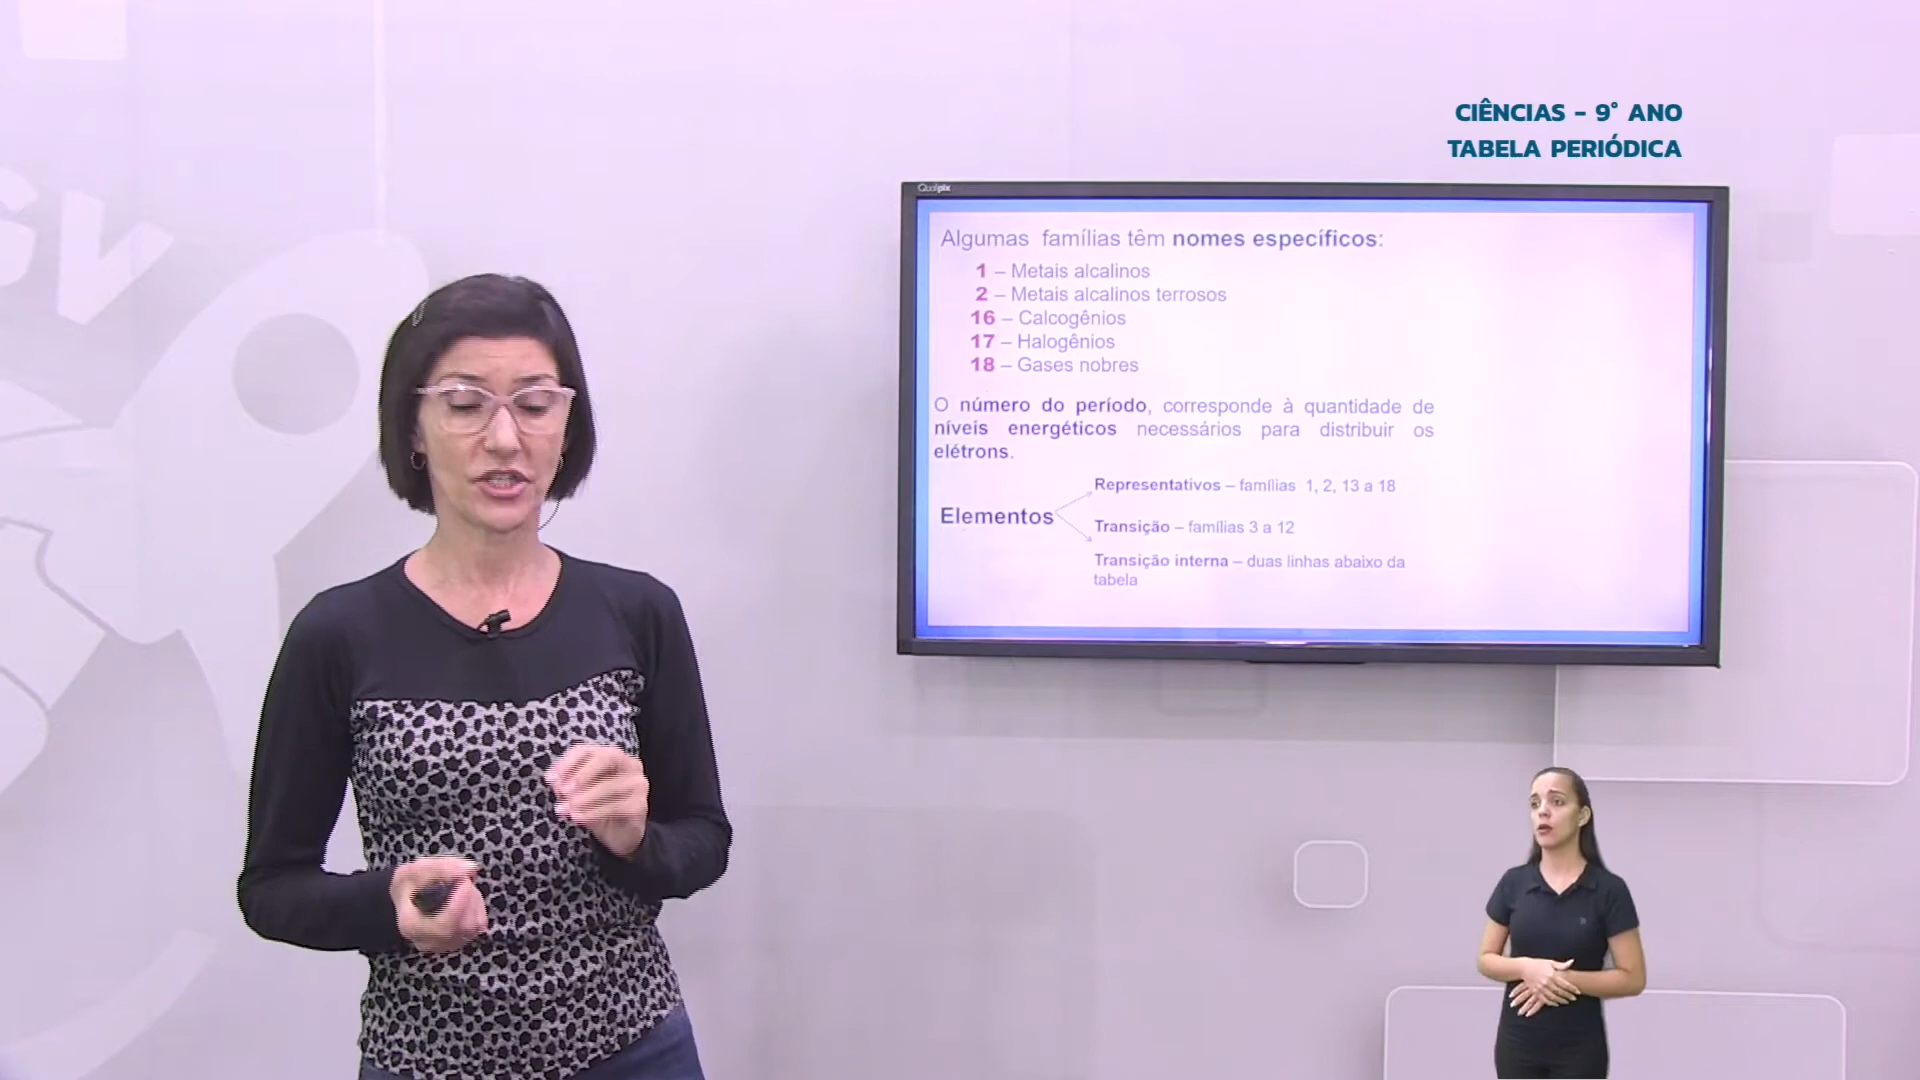 CIÊNCIAS - 9° ANO
TABELA PERIÓDICA
Qualipix
Algumas famílias têm nomes específicos:
1 – Metais alcalinos
2 – Metais alcalinos terrosos
16 – Calcogênios
17 – Halogênios
18 – Gases nobres
O número do período, corresponde à quantidade de
níveis energéticos necessários para distribuir os
elétrons.
Representativos – famílias 1, 2, 13 a 18
Elementos
Transição – famílias 3 a 12
Transição interna – duas linhas abaixo da
tabela